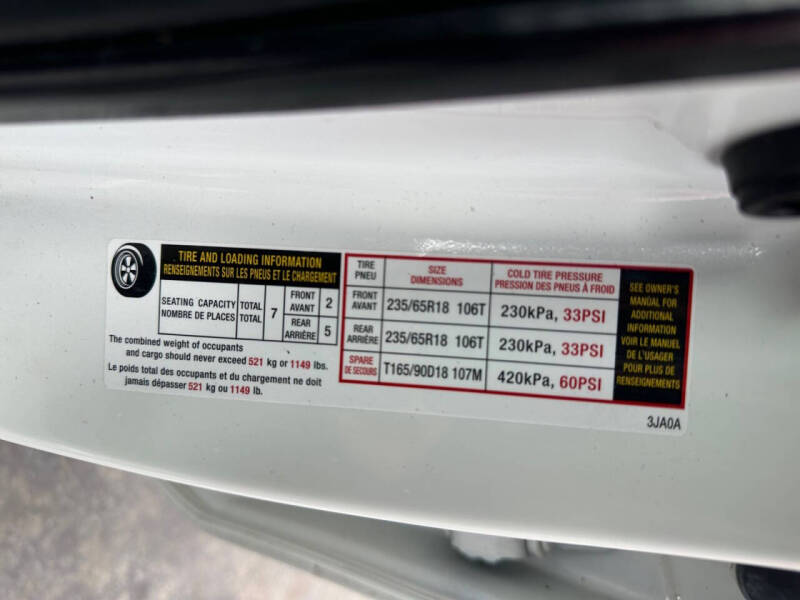 TIRE AND LOADING INFORMATION
RENSEIGNEMENTS SUR LES PNEUS ET LE CHARGEMENT
SEATING CAPACITY
NOMBRE DE PLACES
TOTAL
TOTAL
7
FRONT
AVANT
2
REAR
ARRIÈRE
5
The combined weight of occupants
and cargo should never exceed 521 kg or 1149 lbs.
Le poids total des occupants et du chargement ne doit
jamais dépasser 521 kg ou 1149 lb.
TIRE
PNEU
SIZE
DIMENSIONS
COLD TIRE PRESSURE
PRESSION DES PNEUS À FROID
FRONT
AVANT
235/65R18 106T
230kPa, 33PSI
REAR
ARRIÈRE
235/65R18 106T
230kPa, 33PSI
SPARE
DE SECOURS
T165/90D18 107M
420kPa, 60PSI
SEE OWNER'S
MANUAL FOR
ADDITIONAL
INFORMATION
VOIR LE MANUEL
DE L'USAGER
POUR PLUS DE
RENSEIGNEMENTS
3JA0A